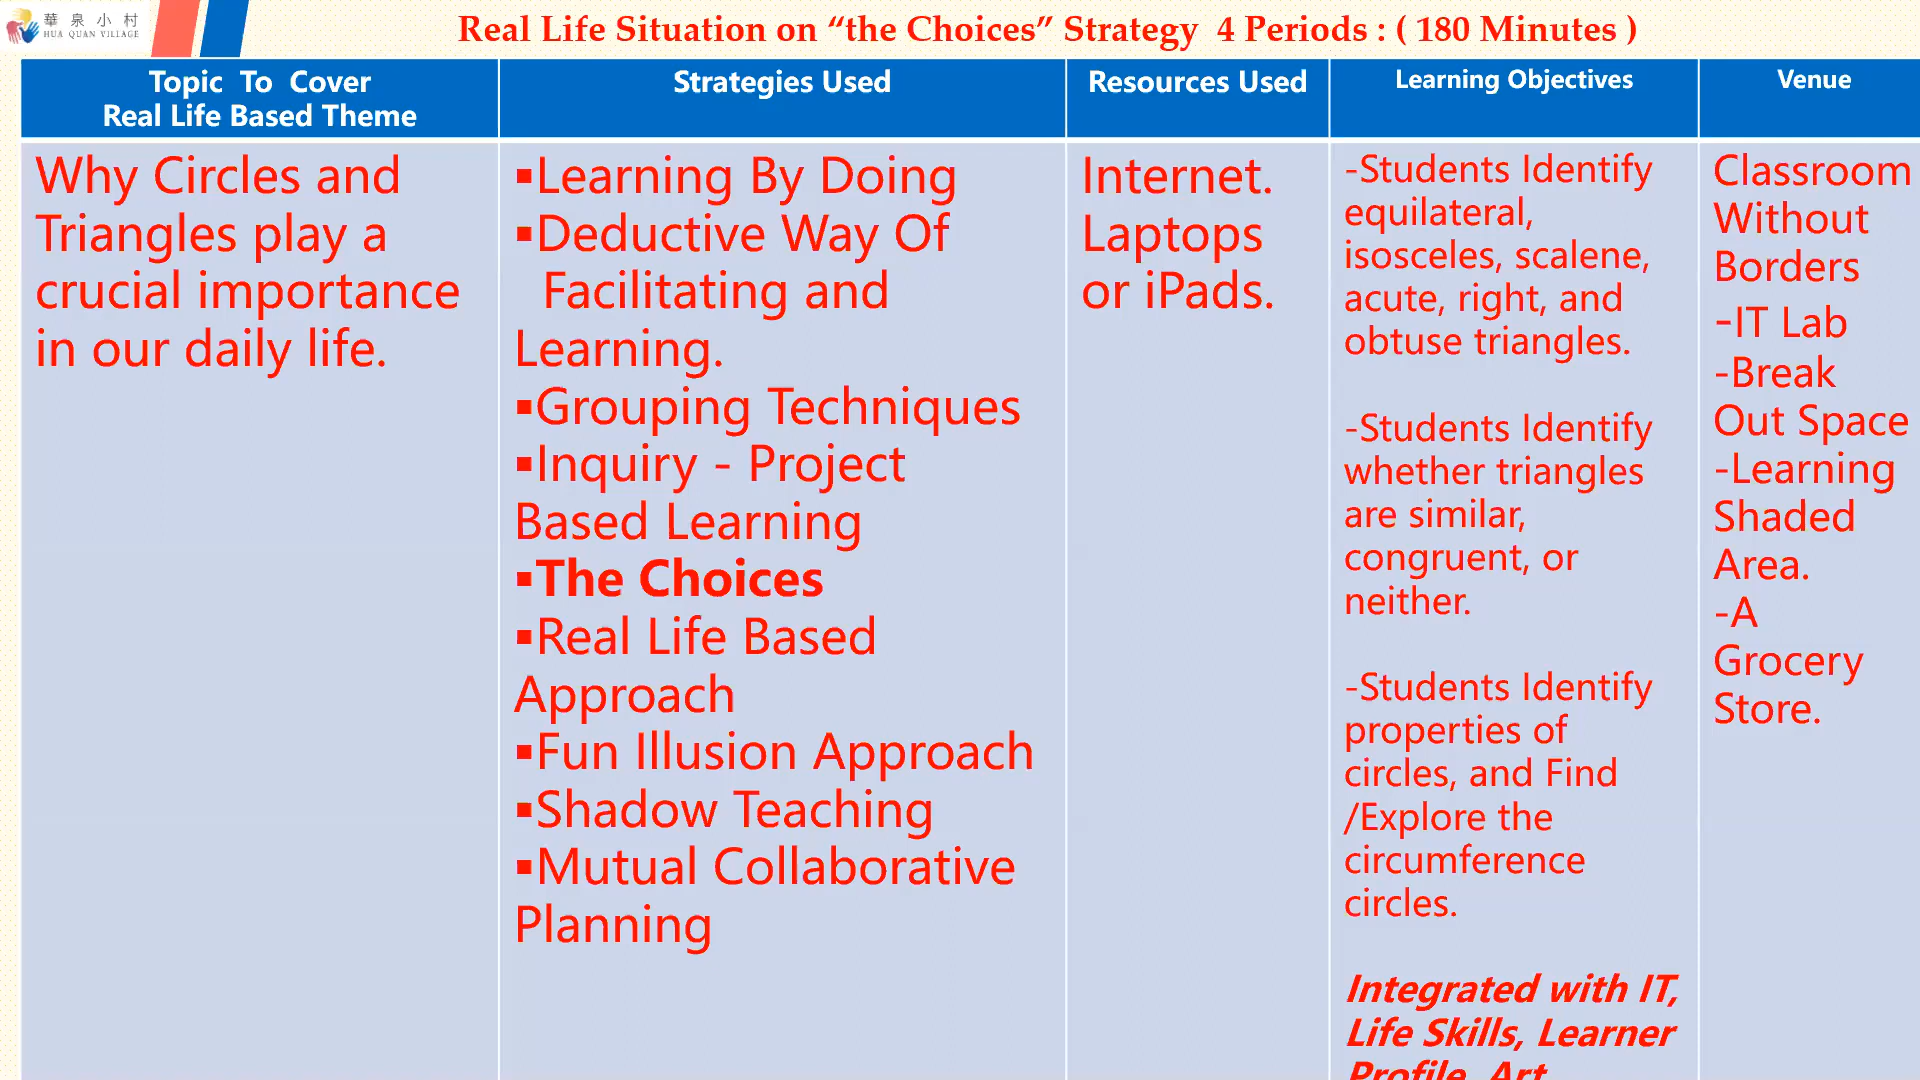 華泉小村
HUA QUAN VILLAGE
Real Life Situation on “the Choices” Strategy 4 Periods : ( 180 Minutes )
Topic To Cover
Real Life Based Theme
Strategies Used
Resources Used
Learning Objectives
Venue
Why Circles and
Triangles play a
crucial importance
in our daily life.
▪Learning By Doing
▪Deductive Way Of
Facilitating and
Learning.
▪Grouping Techniques
▪Inquiry - Project
Based Learning
▪The Choices
▪Real Life Based
Approach
▪Fun Illusion Approach
▪Shadow Teaching
▪Mutual Collaborative
Planning
Internet.
Laptops
or iPads.
-Students Identify
equilateral,
isosceles, scalene,
acute, right, and
obtuse triangles.
-Students Identify
whether triangles
are similar,
congruent, or
neither.
-Students Identify
properties of
circles, and Find
/Explore the
circumference
circles.
Integrated with IT,
Life Skills, Learner
Profile, Art
Classroom
Without
Borders
-IT Lab
-Break
Out Space
-Learning
Shaded
Area.
-A
Grocery
Store.